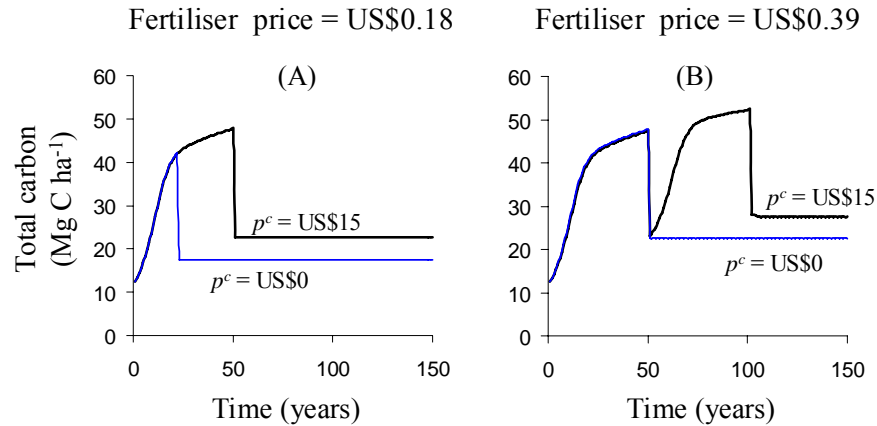 Fertiliser price = US$0.18
Fertiliser price = US$0.39
(A)
(B)
Total carbon
(Mg C ha-1)
60
50
40
30
20
10
0
pc = US$15
pc = US$0
0 50 100 150
Time (years)
60
50
40
30
20
10
0
pc = US$15
pc = US$0
0 50 100 150
Time (years)